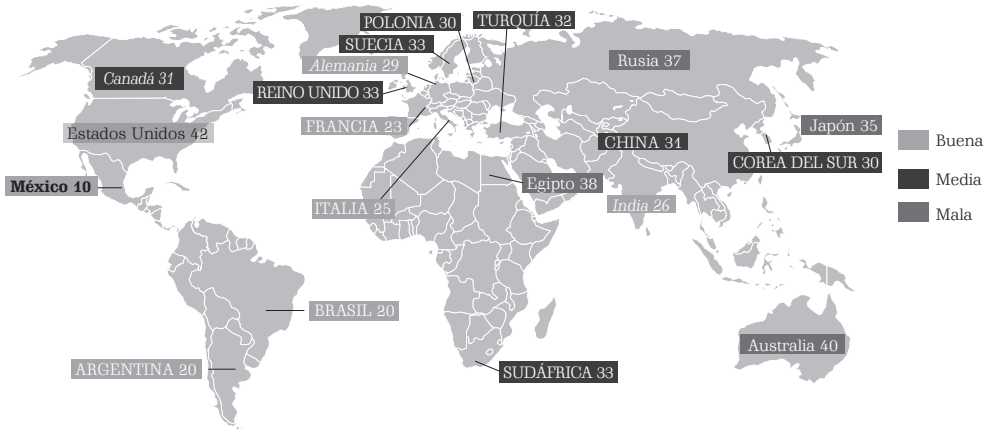 POLONIA 30
TURQUÍA 32
SUECIA 33
Alemania 29
Rusia 37
Canadá 31
REINO UNIDO 33
Estados Unidos 42
FRANCIA 23
Japón 35
CHINA 31
COREA DEL SUR 30
México 10
Egipto 38
India 26
ITALIA 25
BRASIL 20
Australia 40
ARGENTINA 20
SUDÁFRICA 33
Buena
Media
Mala